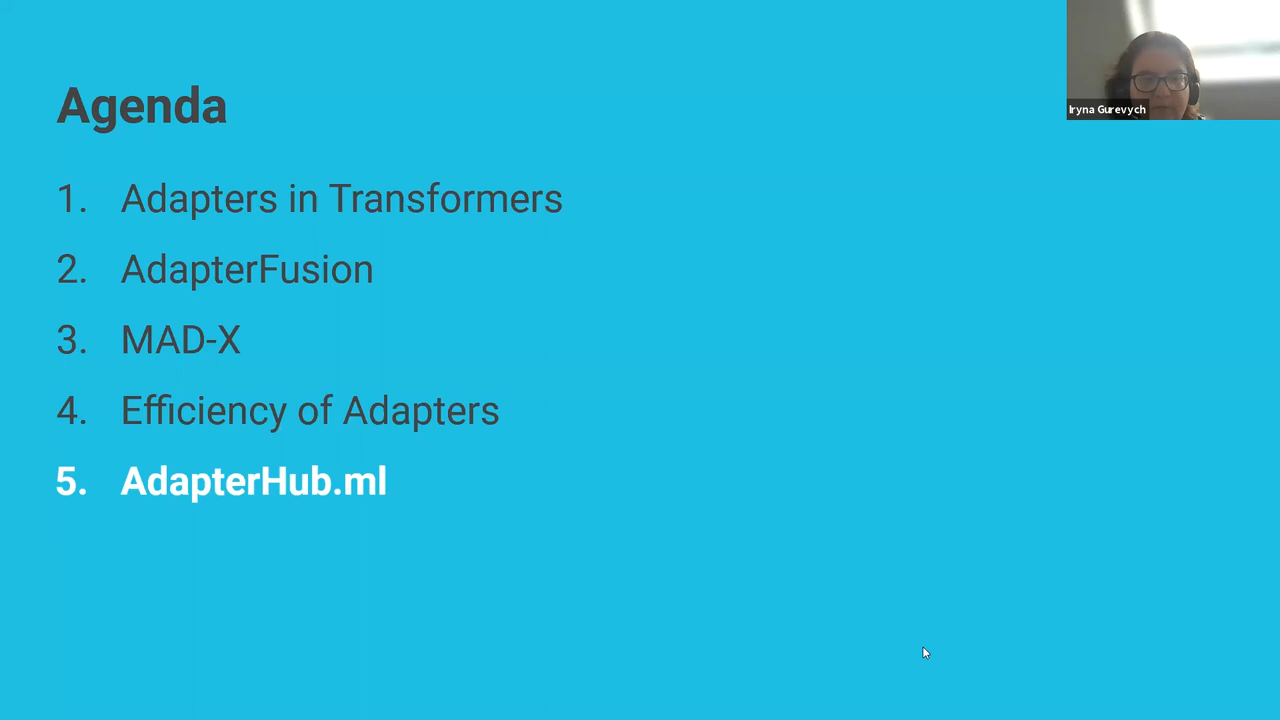 Agenda
1. Adapters in Transformers
2. AdapterFusion
3. MAD-X
4. Efficiency of Adapters
5. AdapterHub.ml
Iryna Gurevych